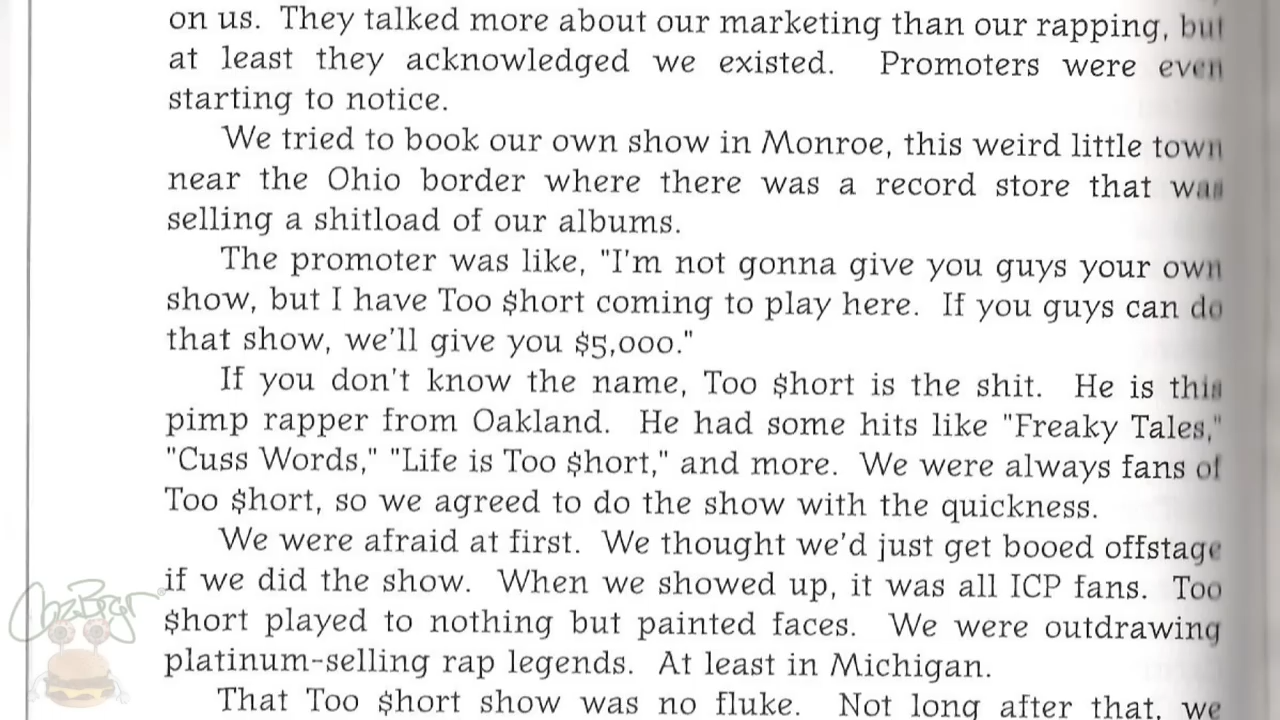 on us. They talked more about our marketing than our rapping, but
at least they acknowledged we existed. Promoters were even
starting to notice.
We tried to book our own show in Monroe, this weird little town
near the Ohio border where there was a record store that was
selling a shitload of our albums.
The promoter was like, "I'm not gonna give you guys your own
show, but I have Too $hort coming to play here. If you guys can do
that show, we'll give you $5,000."
If you don't know the name, Too $hort is the shit. He is this
pimp rapper from Oakland. He had some hits like "Freaky Tales,"
"Cuss Words," "Life is Too $hort," and more. We were always fans of
Too $hort, so we agreed to do the show with the quickness.
We were afraid at first. We thought we'd just get booed offstage
if we did the show. When we showed up, it was all ICP fans. Too
$hort played to nothing but painted faces. We were outdrawing
platinum-selling rap legends. At least in Michigan.
That Too $hort show was no fluke. Not long after that, we